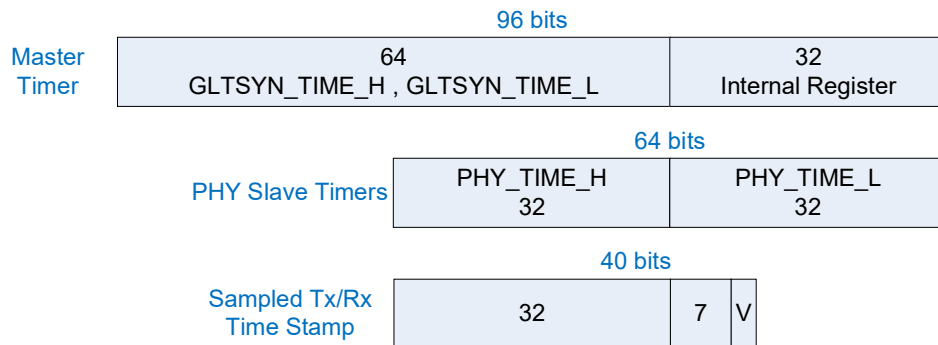 96 bits
Master
Timer
64
GLTSYN_TIME_H , GLTSYN_TIME_L
32
Internal Register
64 bits
PHY Slave Timers
PHY_TIME_H
32
PHY_TIME_L
32
40 bits
Sampled Tx/Rx
Time Stamp
32
7
V